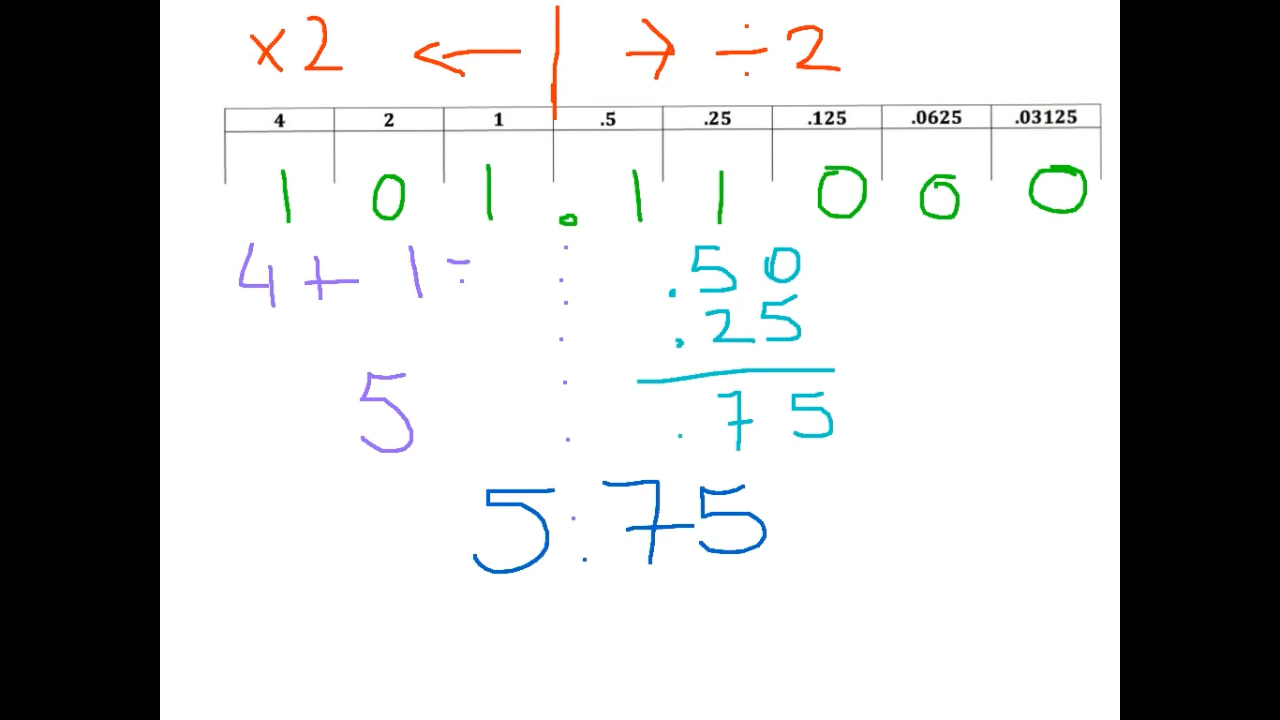 ×2 ← | → ÷2
4 2 1 .5 .25 .125 .0625 .03125
1 0 1 . 1 1 0 0 0
4 + 1 = .50
.25
5 .75
5.75